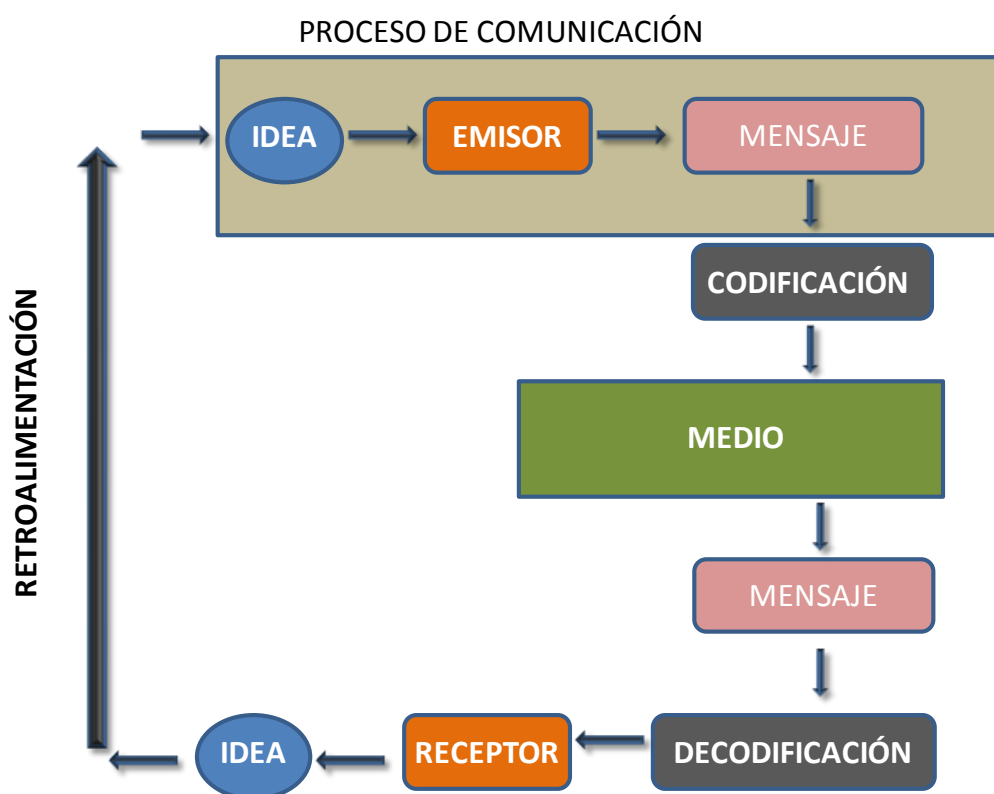 PROCESO DE COMUNICACIÓN
IDEA
EMISOR
MENSAJE
CODIFICACIÓN
MEDIO
MENSAJE
DECODIFICACIÓN
RECEPTOR
IDEA
RETROALIMENTACIÓN